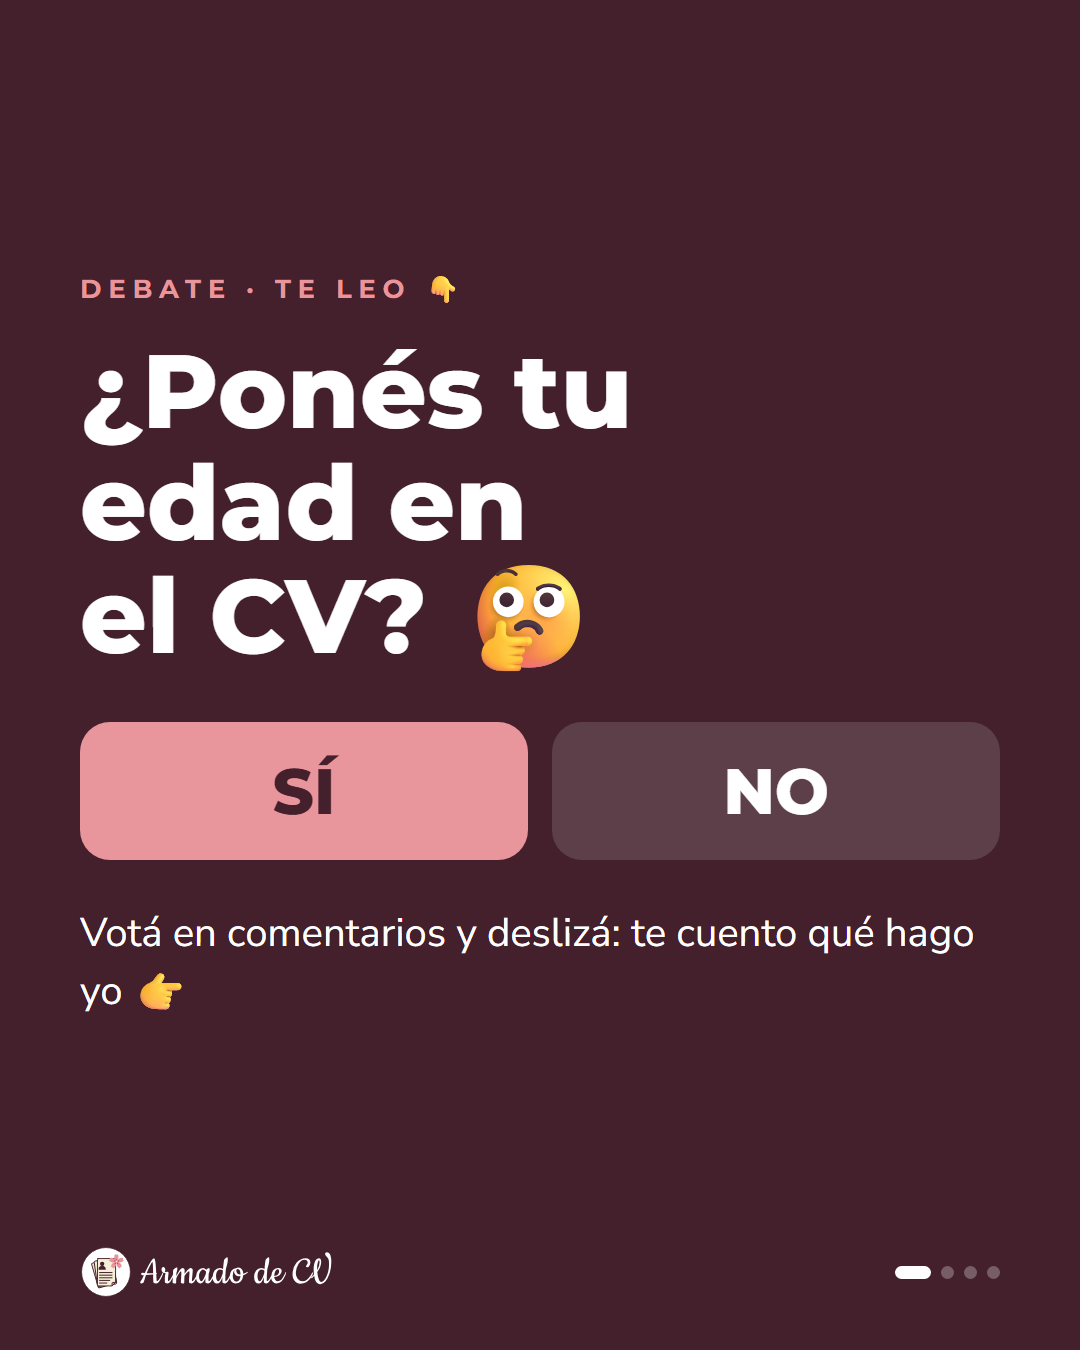 DEBATE · TE LEO 👇
¿Ponés tu
edad en
el CV? 🤔
SÍ
NO
Votá en comentarios y deslizá: te cuento qué hago
yo 👉
Armado de CV